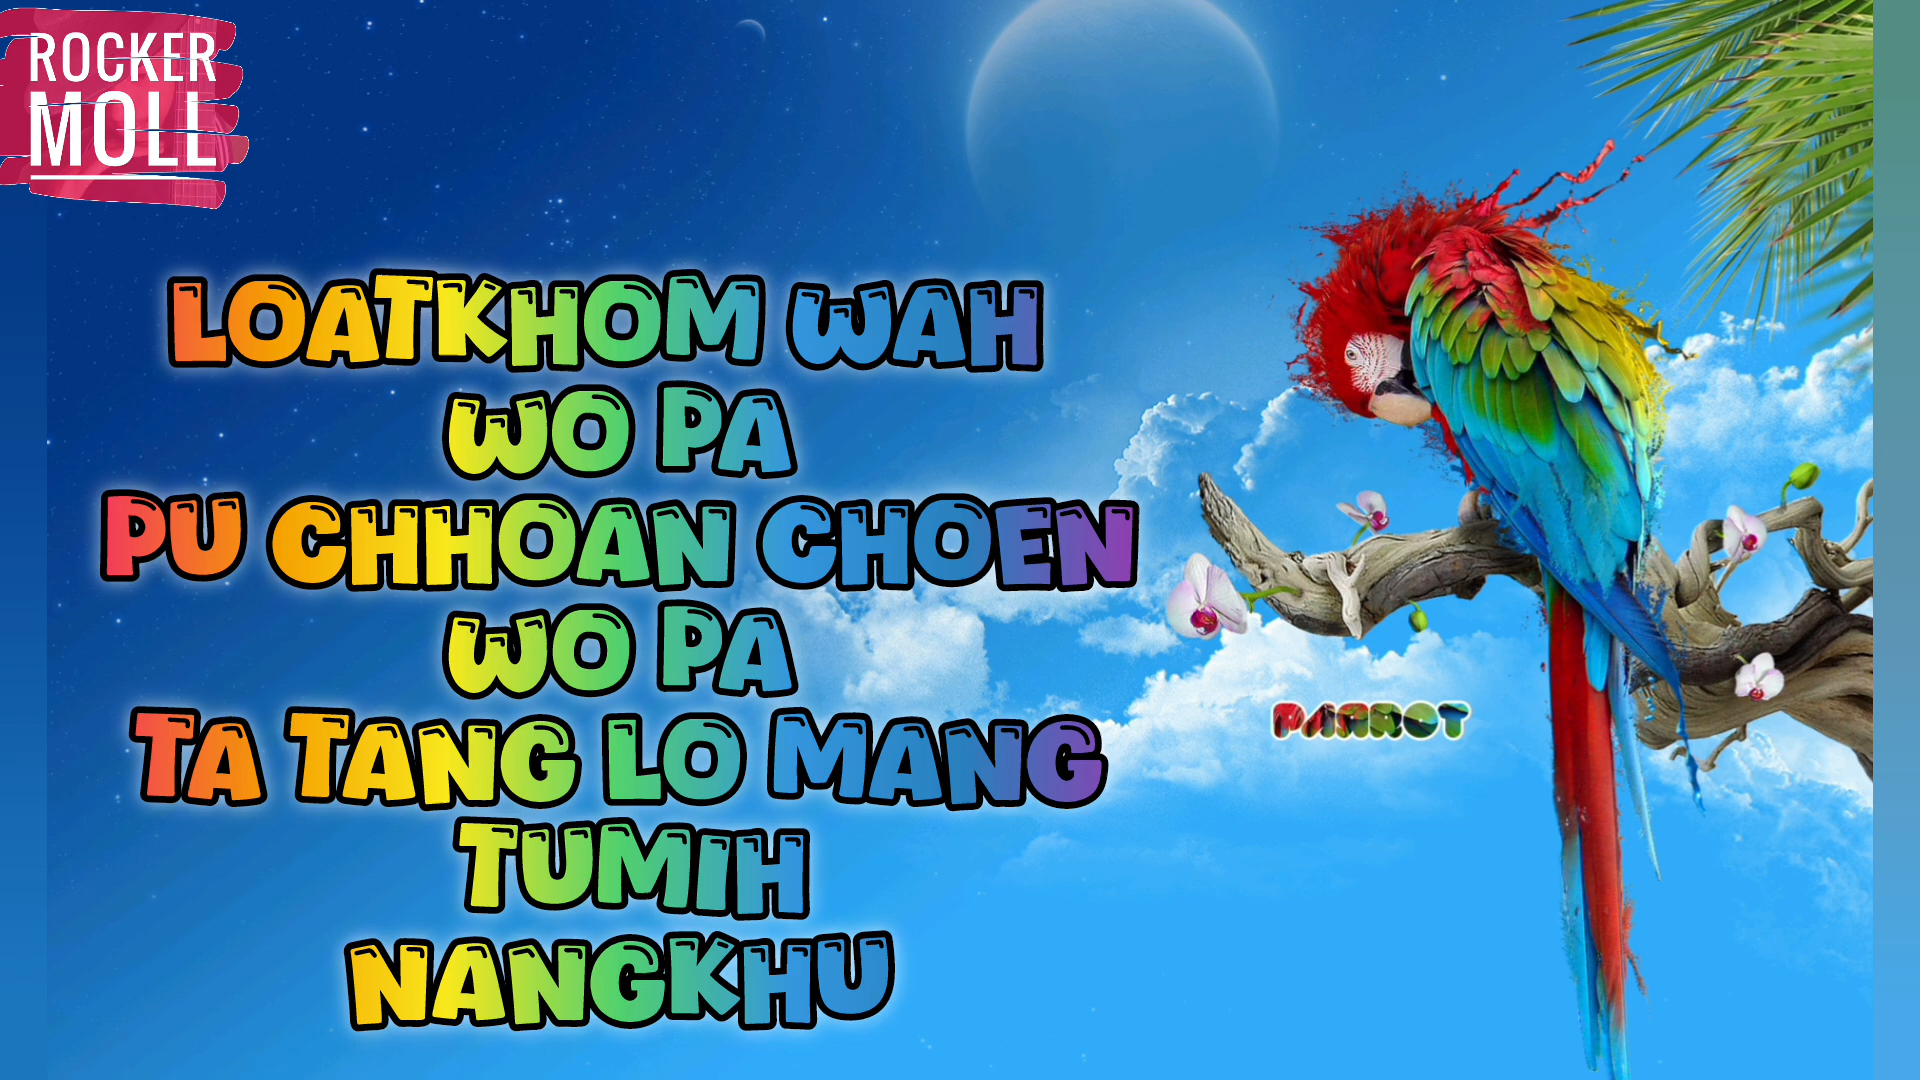 ROCKER
MOLL
LOATKHOM WAH
WO PA
PU CHHOAN CHOEN
WO PA
TA TANG LO MANG
TUMIH
NANGKHU
PARROT